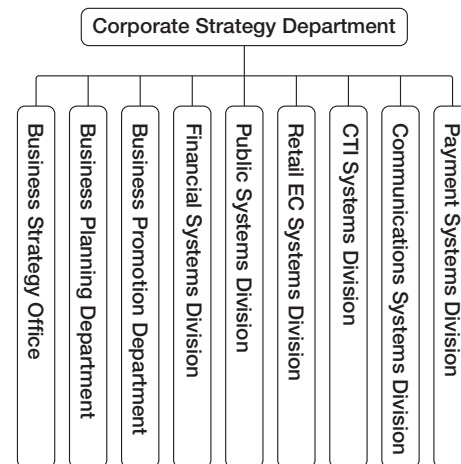 Corporate Strategy Department
Business Strategy Office
Business Planning Department
Business Promotion Department
Financial Systems Division
Public Systems Division
Retail EC Systems Division
CTI Systems Division
Communications Systems Division
Payment Systems Division